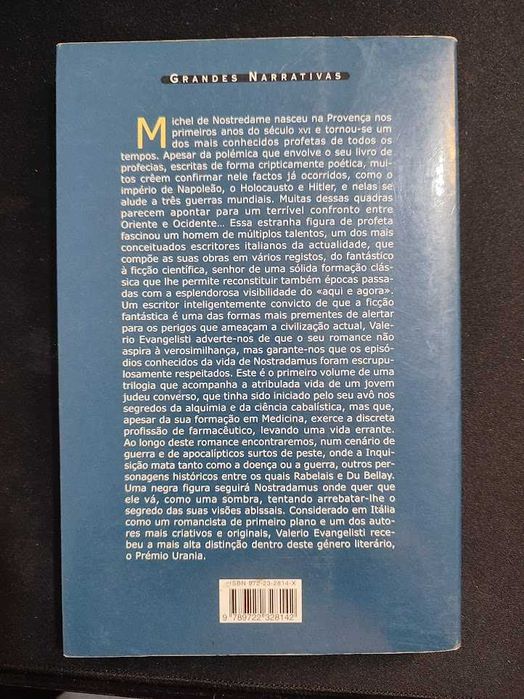 GRANDES NARRATIVAS
Michel de Nostredame nasceu na Provença nos
primeiros anos do século XVI e tornou-se um
dos mais conhecidos profetas de todos os
tempos. Apesar da polémica que envolve o seu livro de
profecias, escritas de forma cripticamente poética, mui-
tos crêem confirmar nele factos já ocorridos, como o
império de Napoleão, o Holocausto e Hitler, e nelas se
alude a três guerras mundiais. Muitas dessas quadras
parecem apontar para um terrível confronto entre
Oriente e Ocidente... Essa estranha figura de profeta
fascinou um homem de múltiplos talentos, um dos mais
conceituados escritores italianos da actualidade, que
compõe as suas obras em vários registos, do fantástico
à ficção científica, senhor de uma sólida formação clás-
sica que lhe permite reconstituir também épocas passa-
das com a esplendorosa visibilidade do «aqui e agora».
Um escritor inteligentemente convicto de que a ficção
fantástica é uma das formas mais prementes de alertar
para os perigos que ameaçam a civilização actual, Vale-
rio Evangelisti adverte-nos de que o seu romance não
aspira à verosimilhança, mas garante-nos que os episó-
dios conhecidos da vida de Nostradamus foram escrupu-
losamente respeitados. Este é o primeiro volume de uma
trilogia que acompanha a atribulada vida de um jovem
judeu converso, que tinha sido iniciado pelo seu avô nos
segredos da alquimia e da ciência cabalística, mas que,
apesar da sua formação em Medicina, exerce a discreta
profissão de farmacêutico, levando uma vida errante.
Ao longo deste romance encontraremos, num cenário de
guerra e de apocalípticos surtos de peste, onde a Inqui-
sição mata tanto como a doença ou a guerra, outros per-
sonagens históricos entre os quais Rabelais e Du Bellay.
Uma negra figura seguirá Nostradamus onde quer que
ele vá, como uma sombra, tentando arrebatar-lhe o
segredo das suas visões abissais. Considerado em Itália
como um romancista de primeiro plano e um dos auto-
res mais criativos e originais, Valerio Evangelisti rece-
beu a mais alta distinção dentro deste género literário,
o Prémio Urania.
ISBN 972-23-2814-X
9 789722 328142